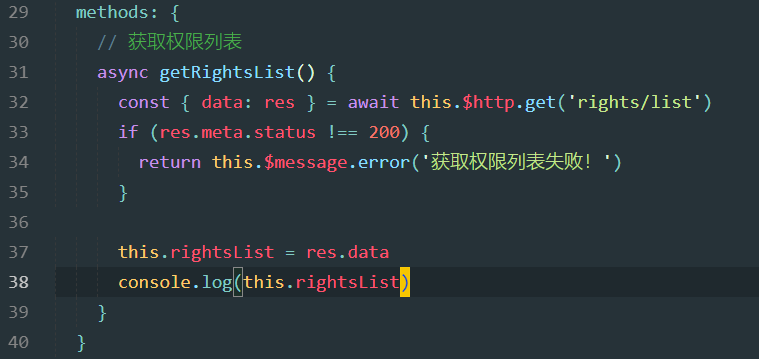 29 methods: {
30 // 获取权限列表
31 async getRightsList() {
32 const { data: res } = await this.$http.get('rights/list')
33 if (res.meta.status !== 200) {
34 return this.$message.error('获取权限列表失败！')
35 }
36
37 this.rightsList = res.data
38 console.log(this.rightsList)
39 }
40 }